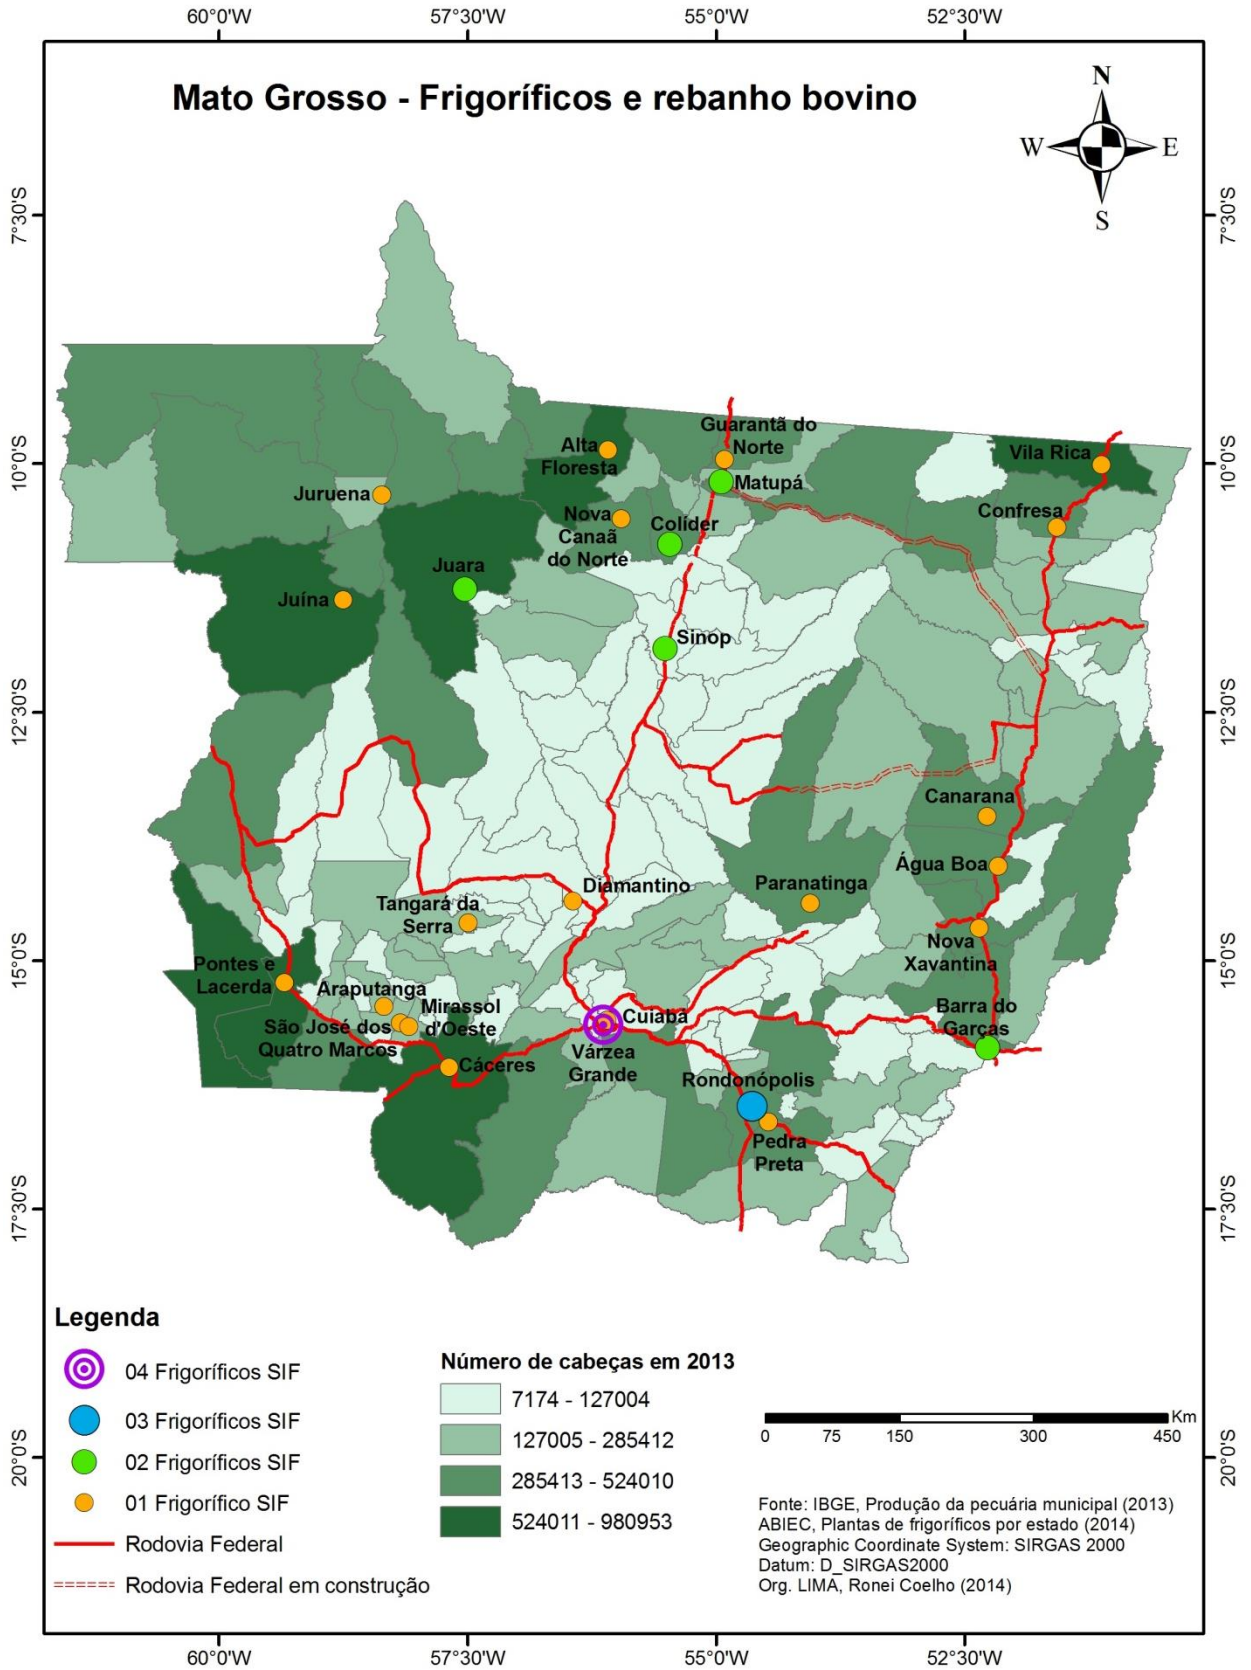 60°0'W 57°30'W 55°0'W 52°30'W
Mato Grosso - Frigoríficos e rebanho bovino
N
W E
S
7°30'S 7°30'S
Guarantã do
Norte
Alta
Floresta
Vila Rica
10°0'S 10°0'S
Matupá
Juruena
Confresa
Nova
Canaã
do Norte
Colíder
Juara
Juína
Sinop
12°30'S 12°30'S
Canarana
Água Boa
Diamantino
Paranatinga
Tangará da
Serra
Nova
Xavantina
15°0'S 15°0'S
Pontes e
Lacerda
Araputanga
Mirassol
d'Oeste
São José dos
Quatro Marcos
Cuiabá
Barra do
Garças
Várzea
Grande
Cáceres
Rondonópolis
Pedra
Preta
17°30'S 17°30'S
Legenda
04 Frigoríficos SIF
03 Frigoríficos SIF
02 Frigoríficos SIF
01 Frigorífico SIF
Rodovia Federal
Rodovia Federal em construção
Número de cabeças em 2013
7174 - 127004
127005 - 285412
285413 - 524010
524011 - 980953
Km
0 75 150 300 450
20°0'S 20°0'S
Fonte: IBGE, Produção da pecuária municipal (2013)
ABIEC, Plantas de frigoríficos por estado (2014)
Geographic Coordinate System: SIRGAS 2000
Datum: D_SIRGAS2000
Org. LIMA, Ronei Coelho (2014)
60°0'W 57°30'W 55°0'W 52°30'W